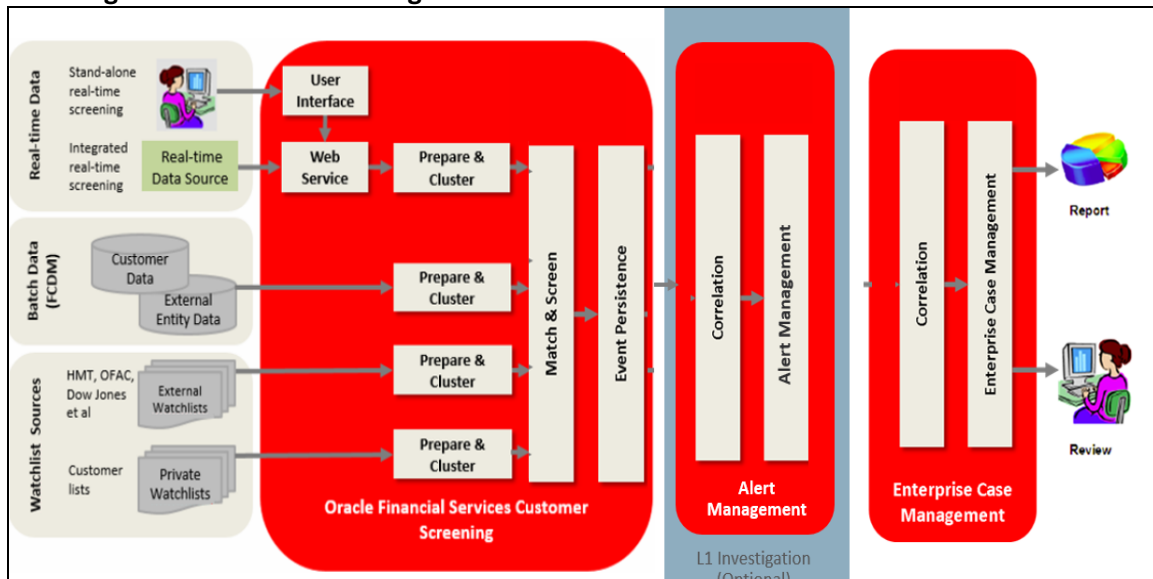 Real-time Data
Stand-alone
real-time
screening
Integrated
real-time
screening
Real-time
Data Source
User
Interface
Web
Service
Prepare &
Cluster
Batch Data
(FCDM)
Customer
Data
External
Entity Data
Prepare &
Cluster
Watchlist Sources
HMT, OFAC,
Dow Jones
et al
External
Watchlists
Prepare &
Cluster
Customer
lists
Private
Watchlists
Prepare &
Cluster
Match & Screen
Event Persistence
Oracle Financial Services Customer
Screening
Correlation
Alert Management
Alert
Management
L1 Investigation
(Optional)
Correlation
Enterprise Case Management
Enterprise Case
Management
Report
Review